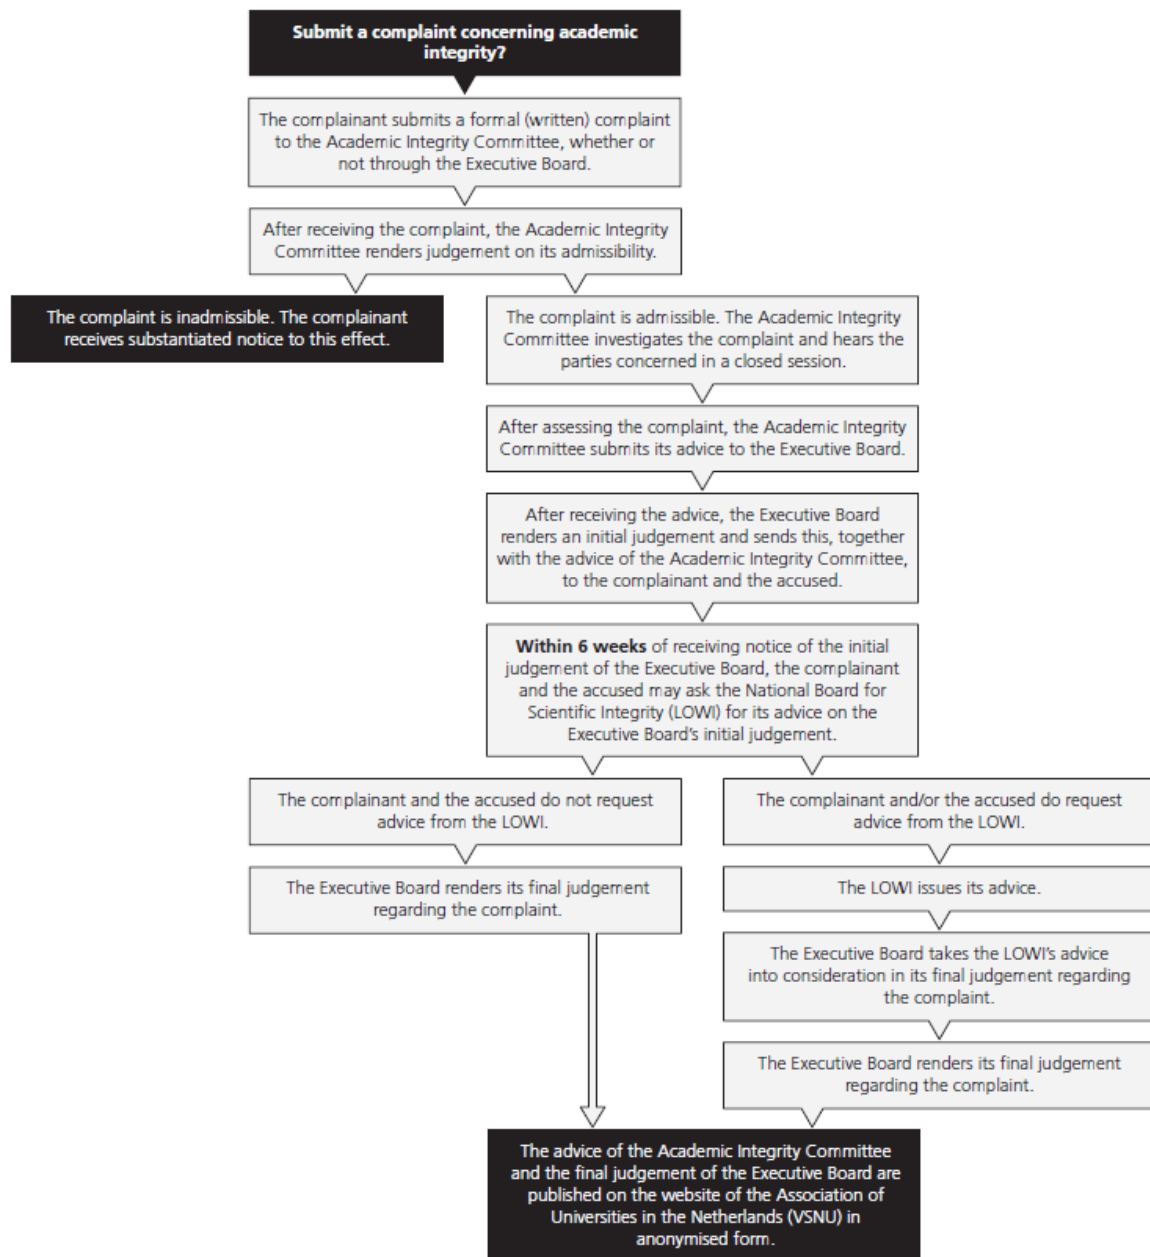 Submit a complaint concerning academic
integrity?
The complainant submits a formal (written) complaint
to the Academic Integrity Committee, whether or
not through the Executive Board.
After receiving the complaint, the Academic Integrity
Committee renders judgement on its admissibility.
The complaint is inadmissible. The complainant
receives substantiated notice to this effect.
The complaint is admissible. The Academic Integrity
Committee investigates the complaint and hears the
parties concerned in a closed session.
After assessing the complaint, the Academic Integrity
Committee submits its advice to the Executive Board.
After receiving the advice, the Executive Board
renders an initial judgement and sends this, together
with the advice of the Academic Integrity Committee,
to the complainant and the accused.
Within 6 weeks of receiving notice of the initial
judgement of the Executive Board, the complainant
and the accused may ask the National Board for
Scientific Integrity (LOWI) for its advice on the
Executive Board's initial judgement.
The complainant and the accused do not request
advice from the LOWI.
The Executive Board renders its final judgement
regarding the complaint.
The complainant and/or the accused do request
advice from the LOWI.
The LOWI issues its advice.
The Executive Board takes the LOWI's advice
into consideration in its final judgement regarding
the complaint.
The Executive Board renders its final judgement
regarding the complaint.
The advice of the Academic Integrity Committee
and the final judgement of the Executive Board are
published on the website of the Association of
Universities in the Netherlands (VSNU) in
anonymised form.